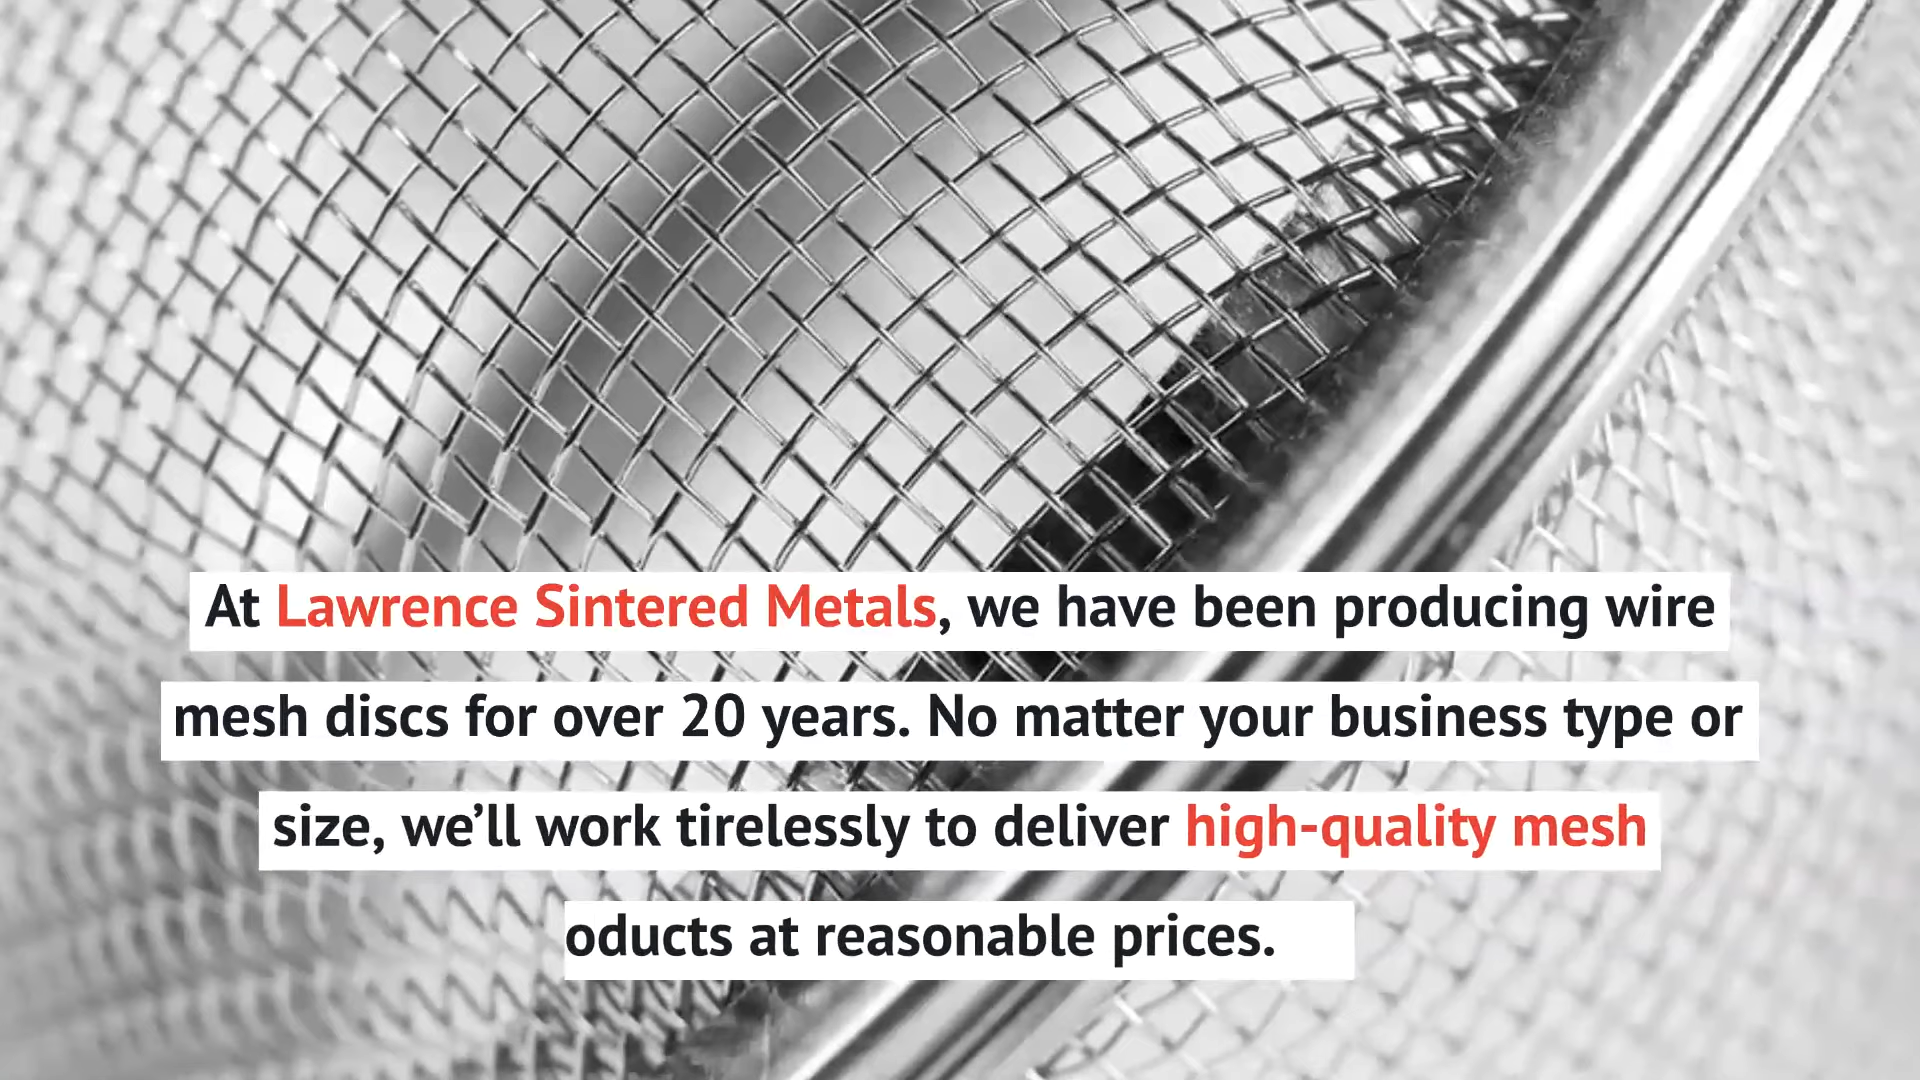 At Lawrence Sintered Metals, we have been producing wire
mesh discs for over 20 years. No matter your business type or
size, we’ll work tirelessly to deliver high-quality mesh
oducts at reasonable prices.